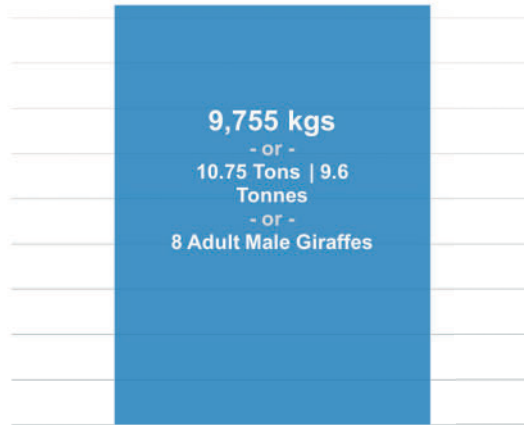 9,755 kgs
- or -
10.75 Tons | 9.6
Tonnes
- or -
8 Adult Male Giraffes